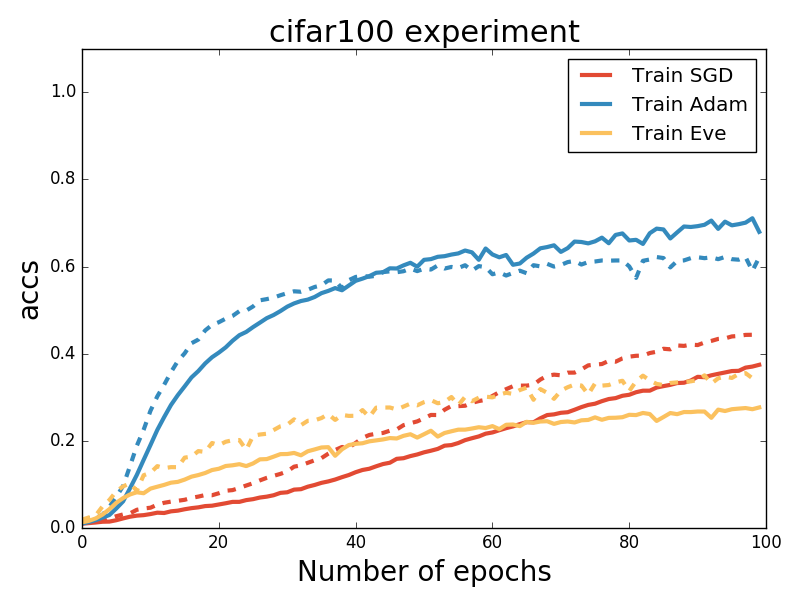 cifar100 experiment
Train SGD
Train Adam
Train Eve
accs
1.0
0.8
0.6
0.4
0.2
0.0
0 20 40 60 80 100
Number of epochs